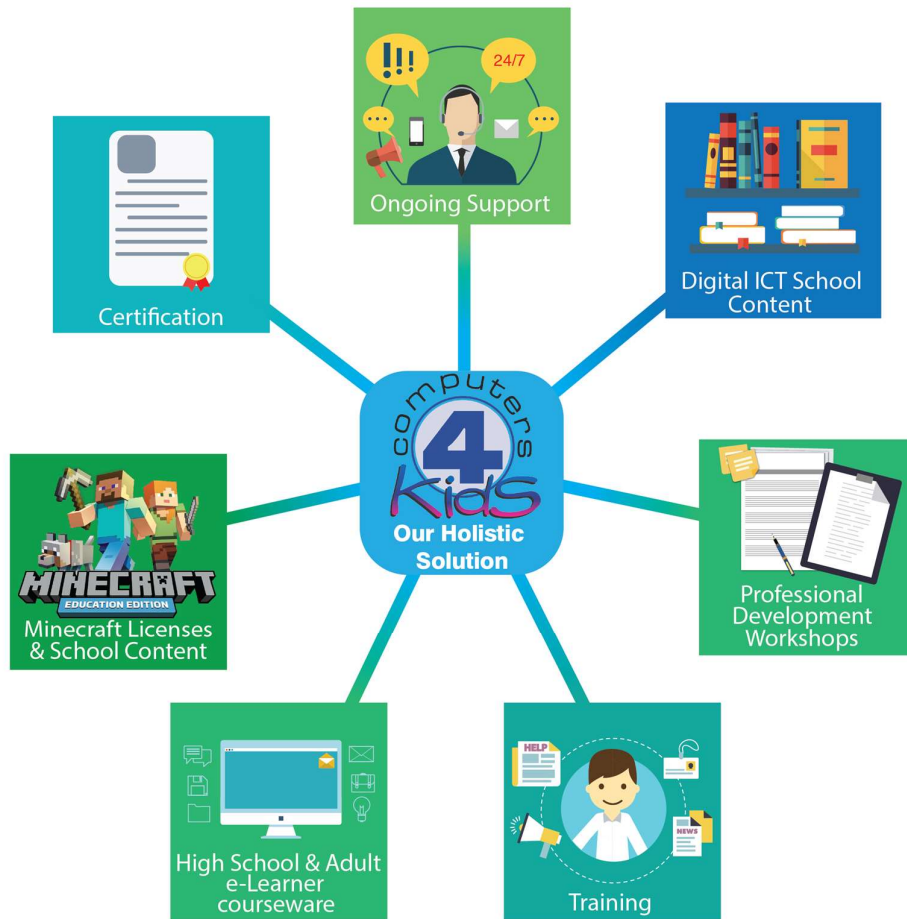 !!!
24/7
Ongoing Support
Certification
Digital ICT School
Content
computers
4
Kids
Our Holistic
Solution
MINECRAFT
EDUCATION EDITION
Minecraft Licenses
& School Content
Professional
Development
Workshops
High School & Adult
e-Learner
courseware
HELP
NEWS
Training